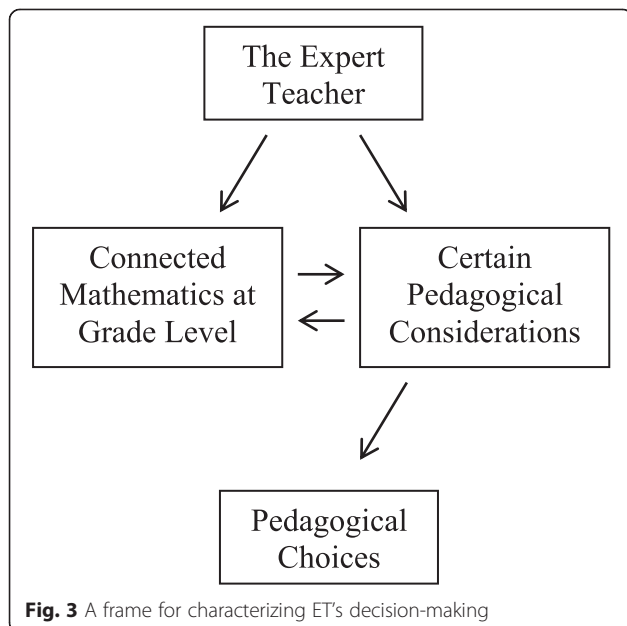 The Expert
Teacher
Connected
Mathematics at
Grade Level
Certain
Pedagogical
Considerations
Pedagogical
Choices
Fig. 3 A frame for characterizing ET's decision-making